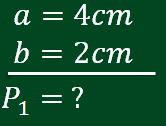 a = 4cm
b = 2cm
P₁ = ?